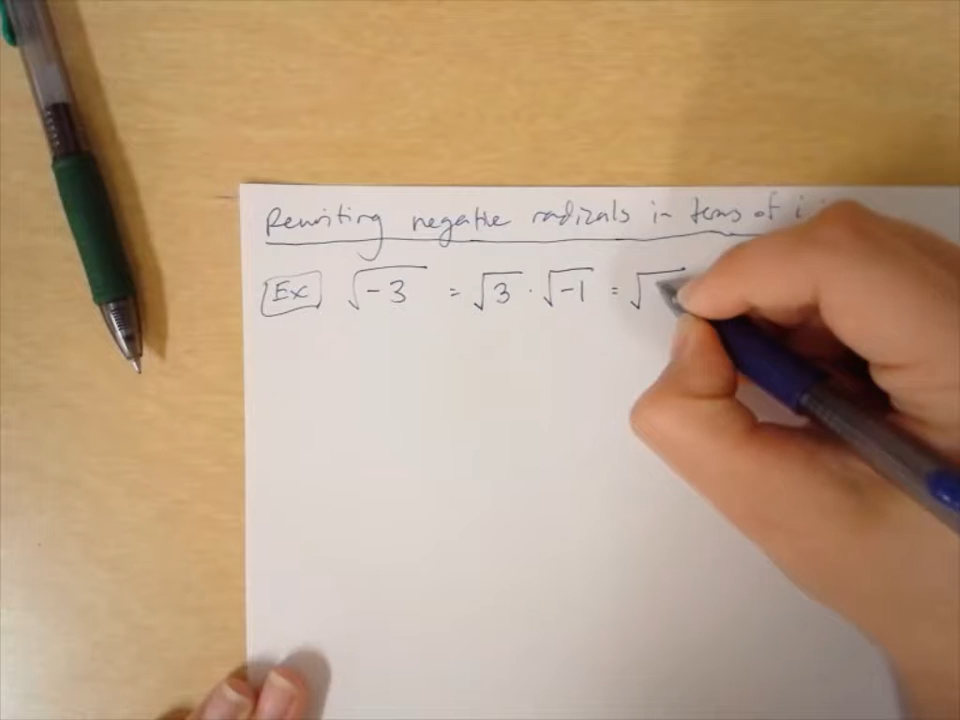 Rewriting negative radicals in terms of i
Ex √-3 = √3 · √-1 = √